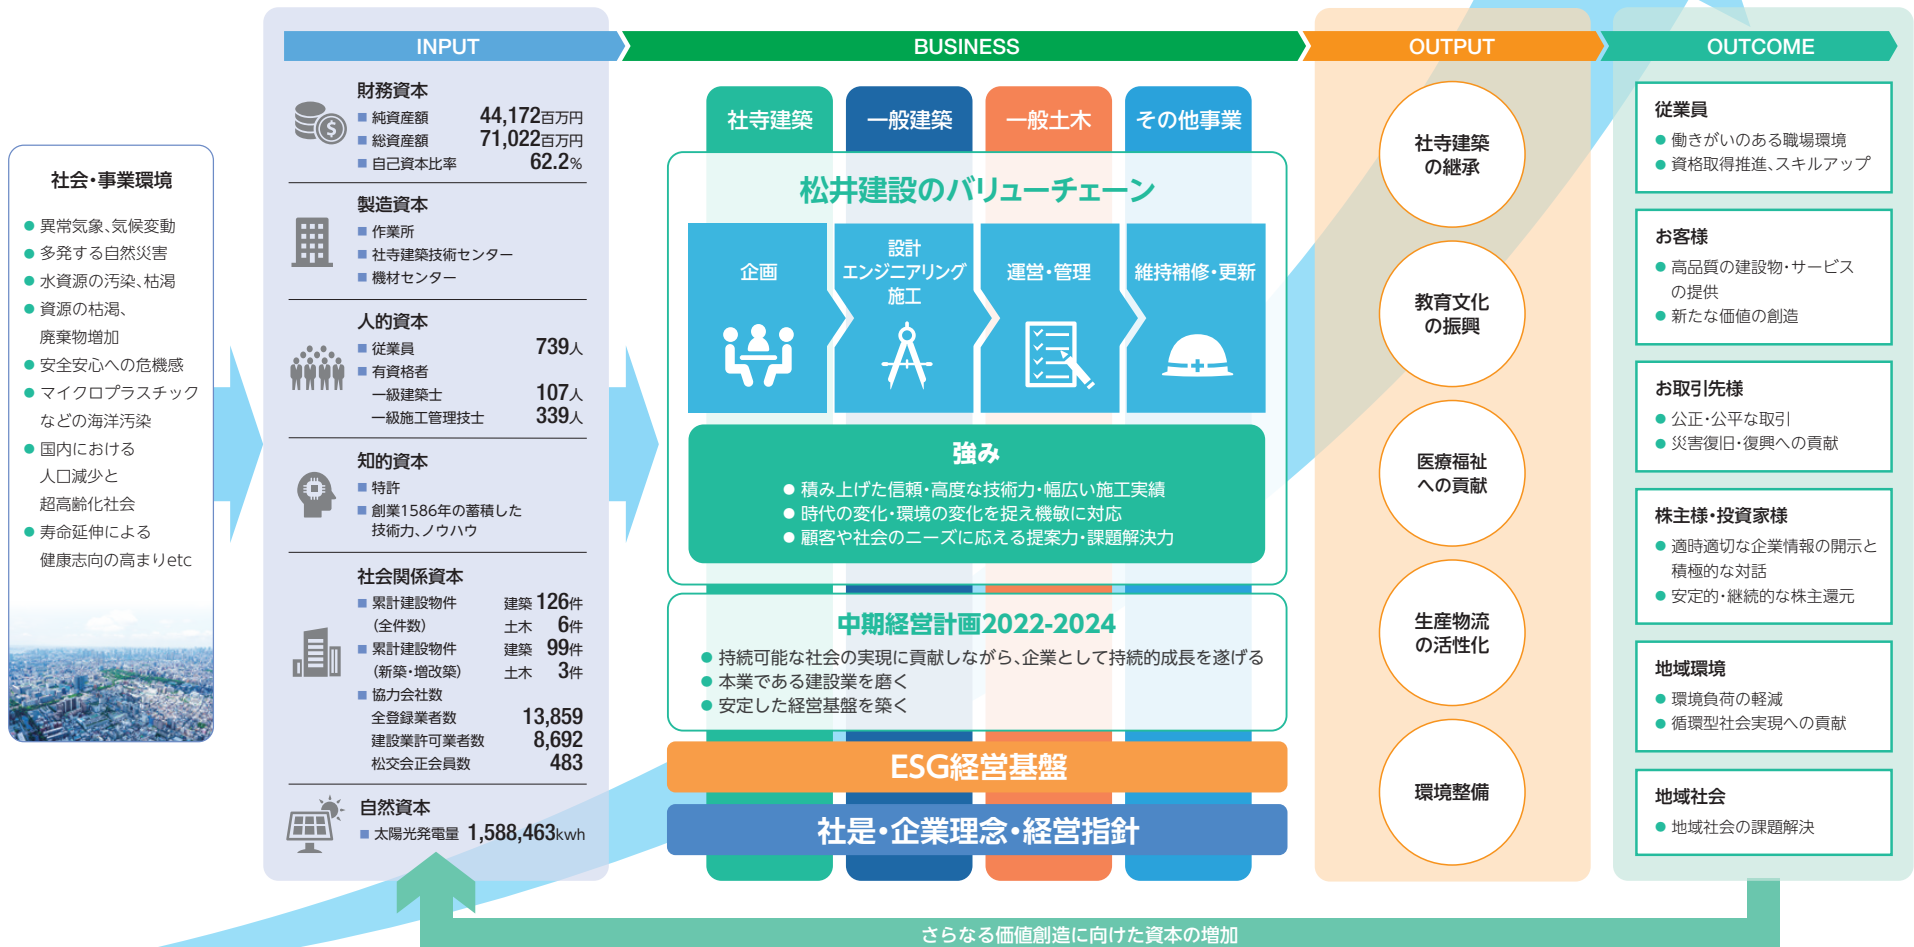 社会・事業環境
異常気象、気候変動
多発する自然災害
水資源の汚染、枯渇
資源の枯渇、
廃棄物増加
安全安心への危機感
マイクロプラスチック
などの海洋汚染
国内における
人口減少と
超高齢化社会
寿命延伸による
健康志向の高まりetc
INPUT
財務資本
純資産額 44,172百万円
総資産額 71,022百万円
自己資本比率 62.2%
製造資本
作業所
社寺建築技術センター
機材センター
人的資本
従業員 739人
有資格者
一級建築士 107人
一級施工管理技士 339人
知的資本
特許
創業1586年の蓄積した
技術力、ノウハウ
社会関係資本
累計建設物件 建築 126件
(全件数) 土木 6件
累計建設物件 建築 99件
(新築・増改築) 土木 3件
協力会社数
全登録業者数 13,859
建設業許可業者数 8,692
松交会正会員数 483
自然資本
太陽光発電量 1,588,463kwh
BUSINESS
社寺建築 一般建築 一般土木 その他事業
松井建設のバリューチェーン
企画
設計
エンジニアリング
施工
運営・管理
維持補修・更新
強み
積み上げた信頼・高度な技術力・幅広い施工実績
時代の変化・環境の変化を捉え機敏に対応
顧客や社会のニーズに応える提案力・課題解決力
中期経営計画2022-2024
持続可能な社会の実現に貢献しながら、企業として持続的成長を遂げる
本業である建設業を磨く
安定した経営基盤を築く
ESG経営基盤
社是・企業理念・経営指針
OUTPUT
社寺建築
の継承
教育文化
の振興
医療福祉
への貢献
生産物流
の活性化
環境整備
OUTCOME
従業員
働きがいのある職場環境
資格取得推進、スキルアップ
お客様
高品質の建設物・サービス
の提供
新たな価値の創造
お取引先様
公正・公平な取引
災害復旧・復興への貢献
株主様・投資家様
適時適切な企業情報の開示と
積極的な対話
安定的・継続的な株主還元
地域環境
環境負荷の軽減
循環型社会実現への貢献
地域社会
地域社会の課題解決
さらなる価値創造に向けた資本の増加